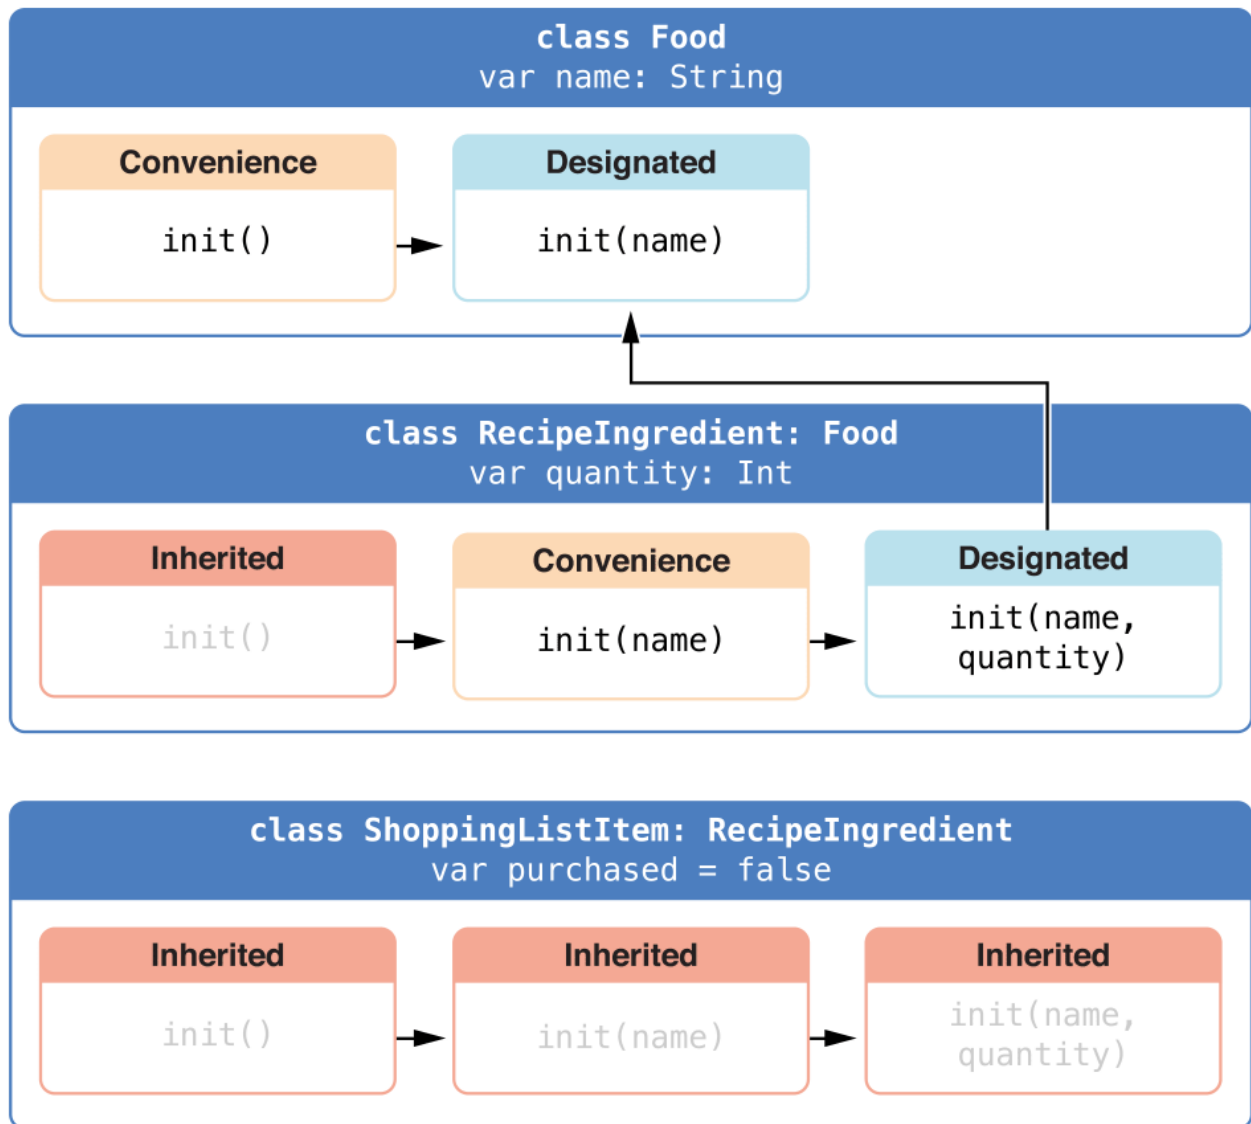 class Food
var name: String
Convenience
Designated
init()
init(name)
class RecipeIngredient: Food
var quantity: Int
Inherited
Convenience
Designated
init()
init(name)
init(name,
quantity)
class ShoppingListItem: RecipeIngredient
var purchased = false
Inherited
Inherited
Inherited
init()
init(name)
init(name,
quantity)